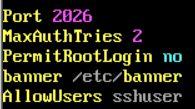 Port 2026
MaxAuthTries 2
PermitRootLogin no
banner /etc/banner
AllowUsers sshuser